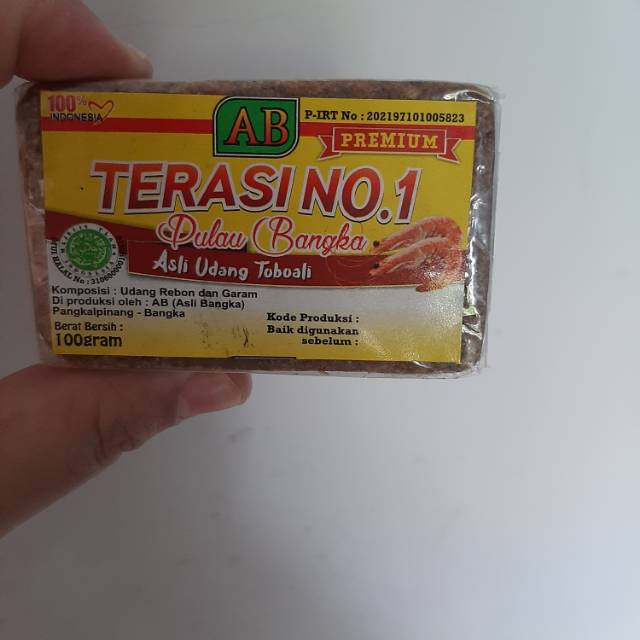 100%
INDONESIA
AB
P-IRT No : 202197101005823
PREMIUM
TERASI NO.1
Pulau Bangka
Asli Udang Toboali
Komposisi : Udang Rebon dan Garam
Di produksi oleh : AB (Asli Bangka)
Pangkalpinang - Bangka
Berat Bersih :
100gram
Kode Produksi :
Baik digunakan
sebelum :